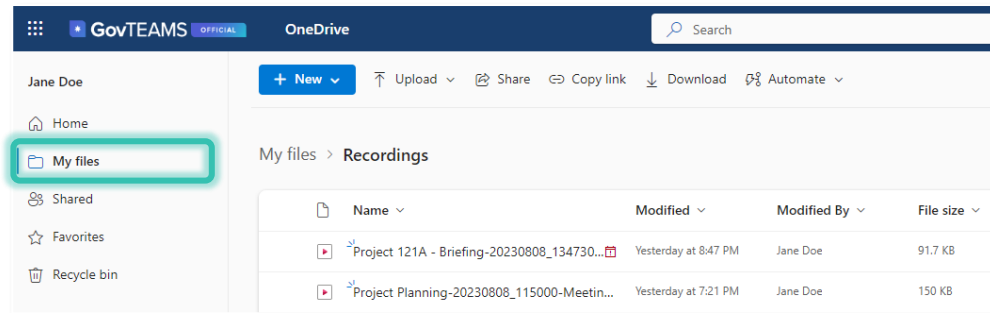 GovTEAMS OFFICIAL OneDrive Search
Jane Doe
+ New Upload Share Copy link Download Automate
Home
My files
My files > Recordings
Shared
Name Modified Modified By File size
Favorites
Project 121A - Briefing-20230808_134730... Yesterday at 8:47 PM Jane Doe 91.7 KB
Recycle bin
Project Planning-20230808_115000-Meetin... Yesterday at 7:21 PM Jane Doe 150 KB